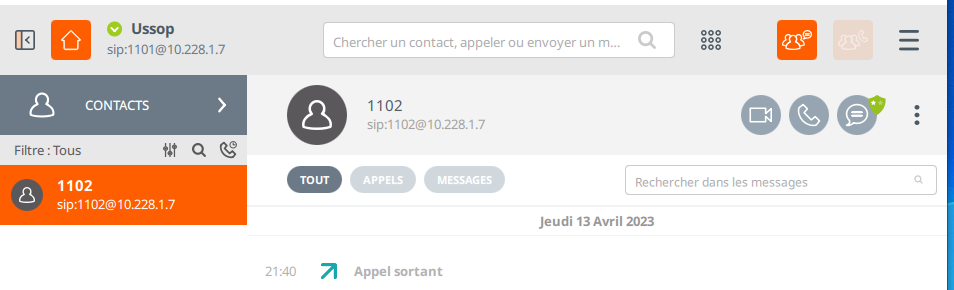 Ussop
sip:1101@10.228.1.7
Chercher un contact, appeler ou envoyer un m...
CONTACTS
1102
sip:1102@10.228.1.7
Filtre : Tous
1102
sip:1102@10.228.1.7
TOUT
APPELS
MESSAGES
Rechercher dans les messages
Jeudi 13 Avril 2023
21:40 Appel sortant